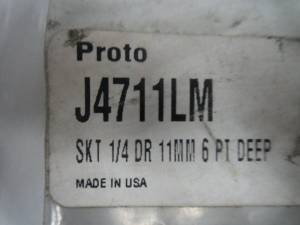 Proto
J4711LM
SKT 1/4 DR 11MM 6 PT DEEP
MADE IN USA